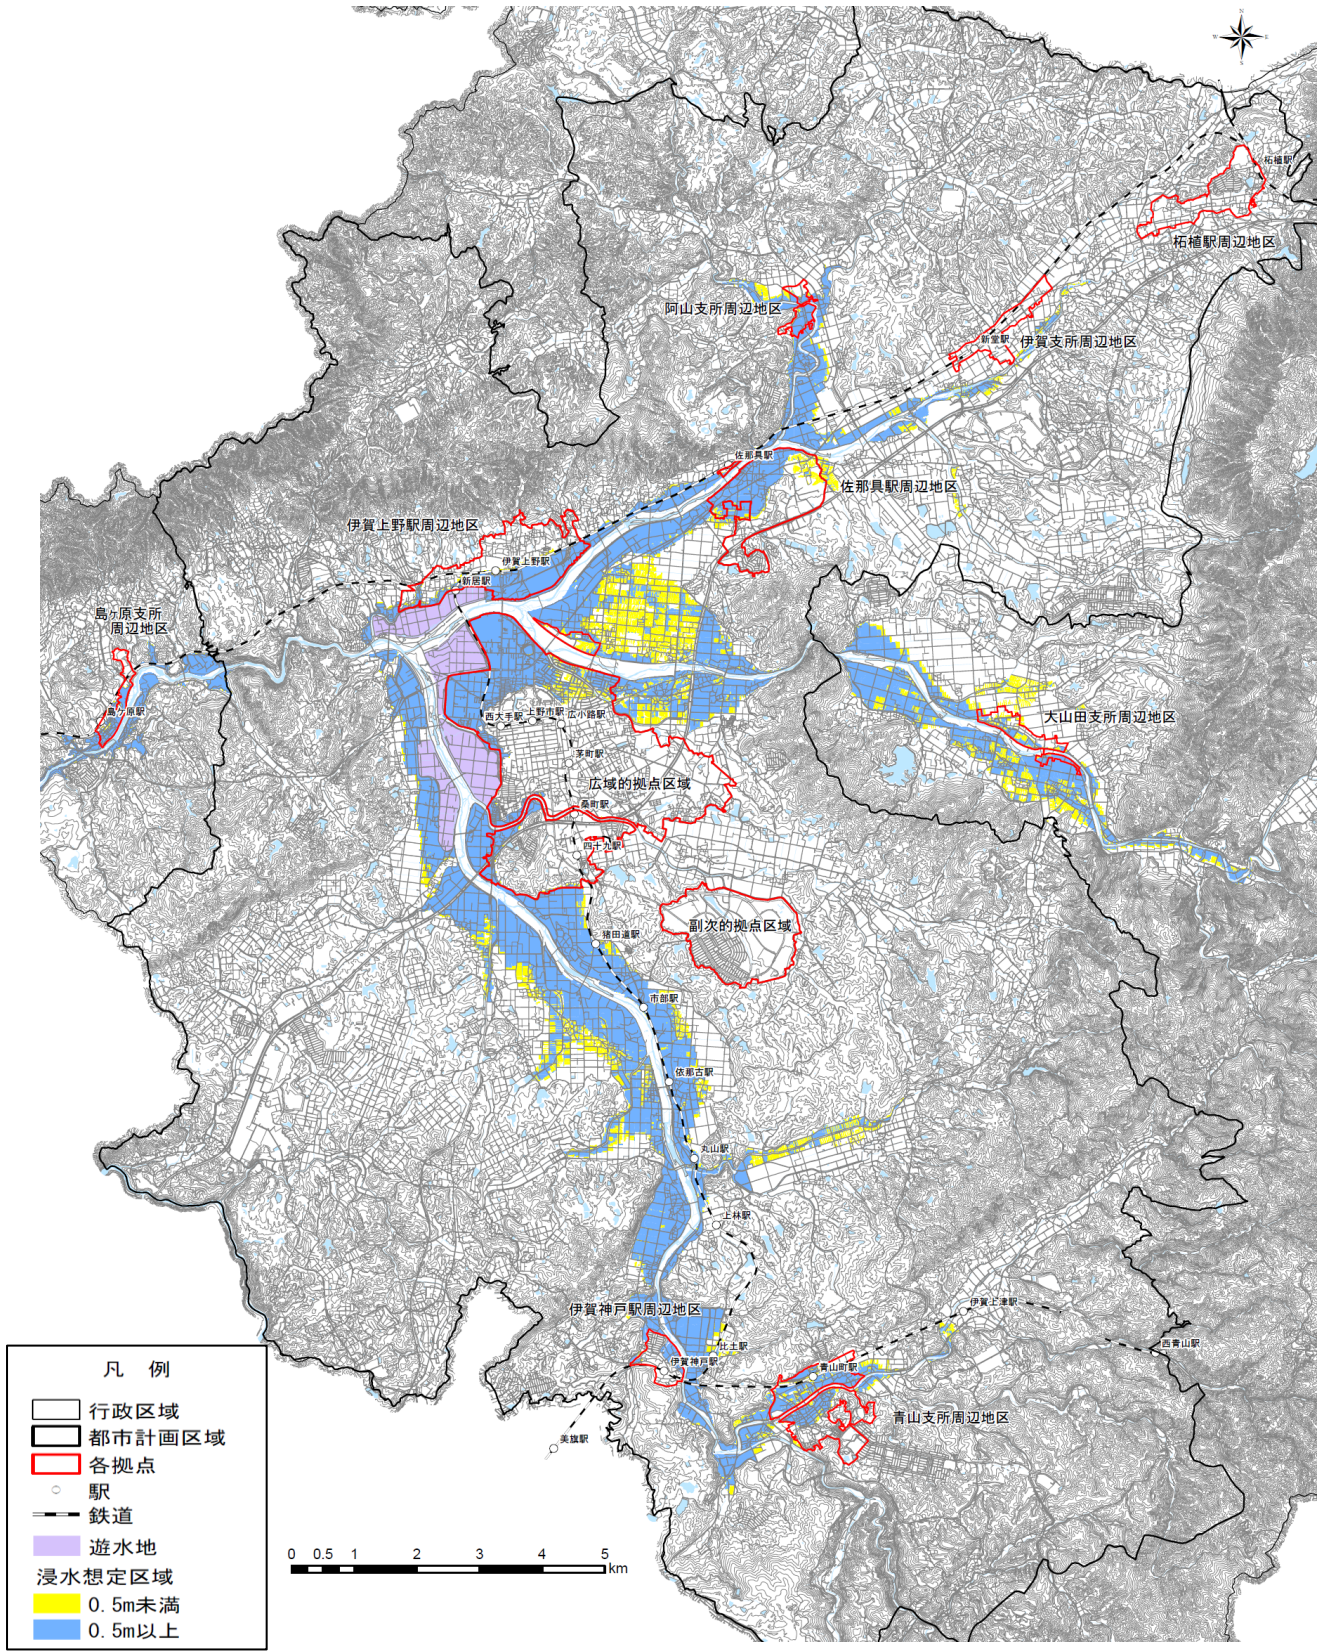 N
W
E
S
柘植駅
柘植駅周辺地区
阿山支所周辺地区
新堂駅
伊賀支所周辺地区
佐那具駅
佐那具駅周辺地区
伊賀上野駅周辺地区
伊賀上野駅
新居駅
島ヶ原支所
周辺地区
島ヶ原駅
西大手駅
上野市駅
広小路駅
茅町駅
大山田支所周辺地区
広域的拠点区域
桑町駅
四十九駅
副次的拠点区域
猪田道駅
市部駅
依那古駅
丸山駅
上林駅
伊賀神戸駅周辺地区
伊賀上津駅
比土駅
西青山駅
伊賀神戸駅
青山町駅
青山支所周辺地区
美旗駅
凡 例
行政区域
都市計画区域
各拠点
駅
鉄道
遊水地
浸水想定区域
0.5m未満
0.5m以上
0 0.5 1 2 3 4 5
km